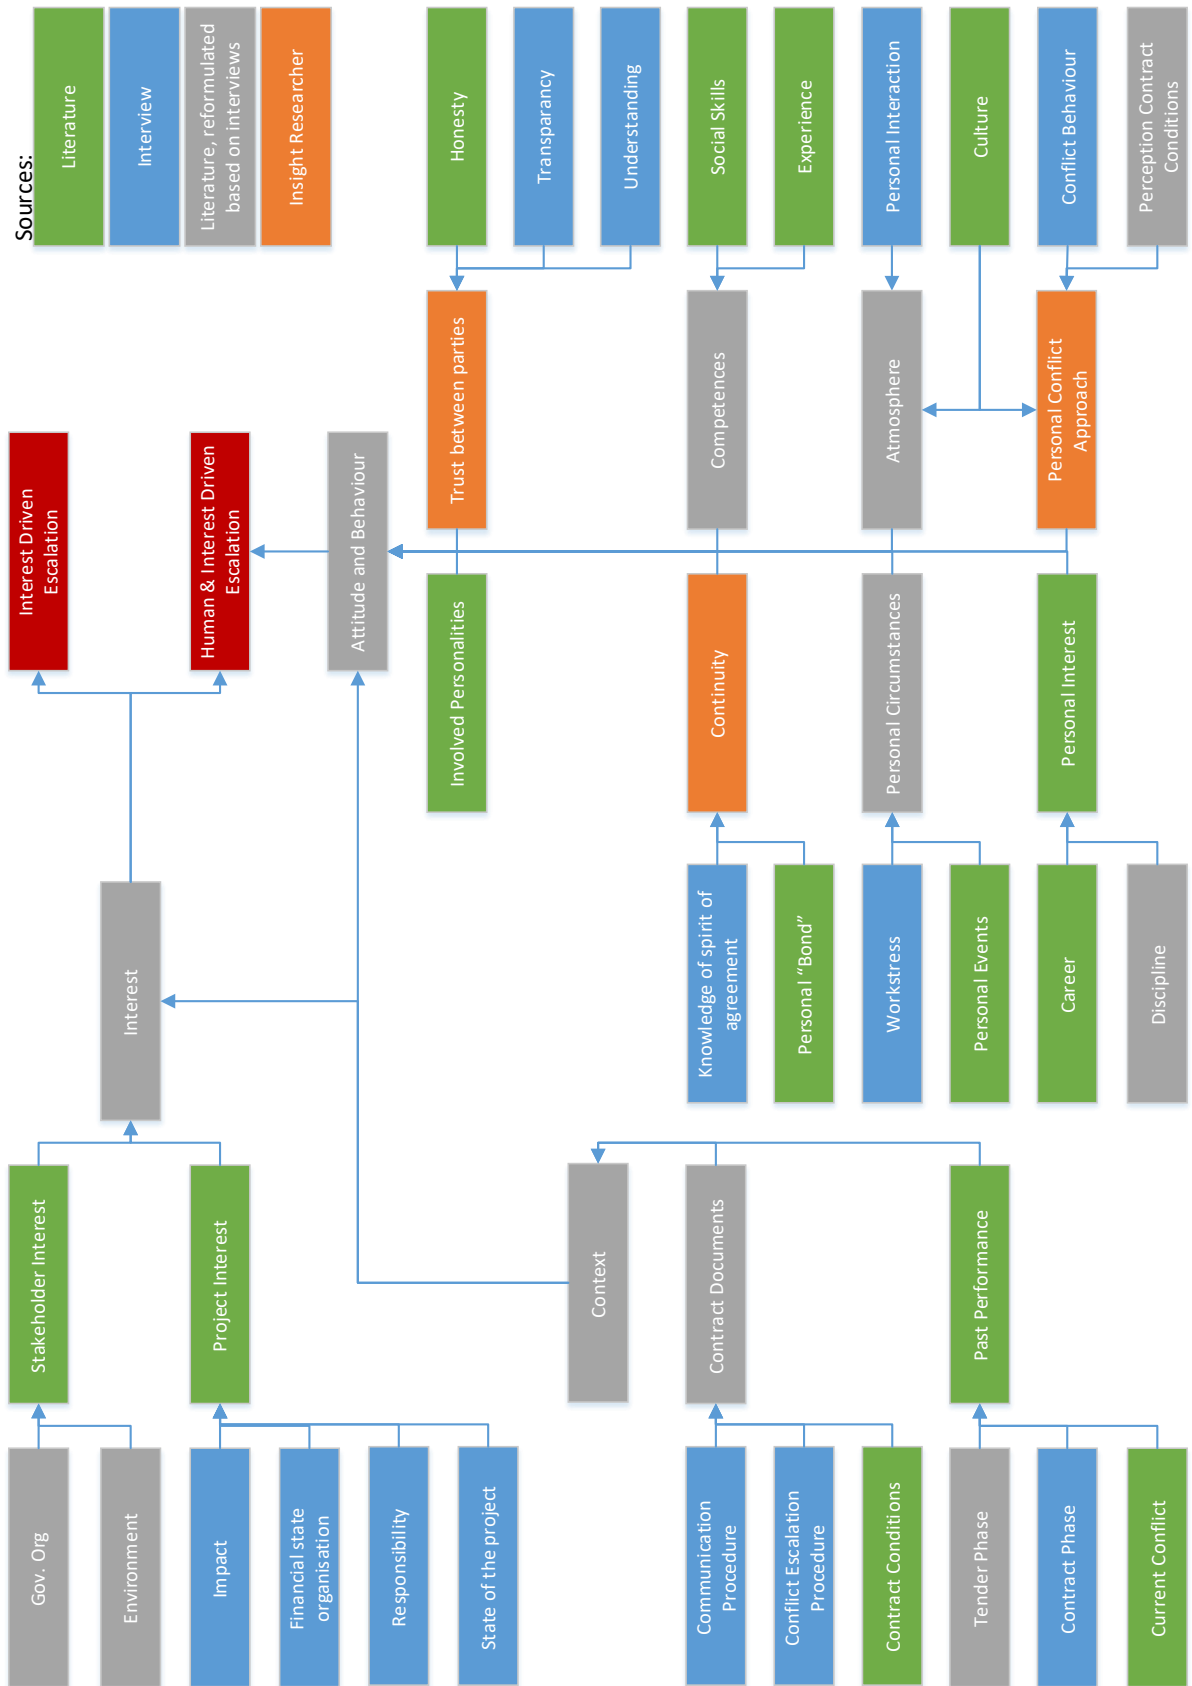 Gov. Org
Stakeholder Interest
Interest Driven
Escalation
Sources:
Literature
Environment
Interest
Interview
Impact
Project Interest
Human & Interest Driven
Escalation
Literature, reformulated
based on interviews
Financial state
organisation
Insight Researcher
Responsibility
Attitude and Behaviour
State of the project
Involved Personalities
Trust between parties
Honesty
Transparancy
Context
Understanding
Communication
Procedure
Contract Documents
Knowledge of spirit of
agreement
Continuity
Competences
Social Skills
Conflict Escalation
Procedure
Personal “Bond”
Experience
Contract Conditions
Workstress
Personal Circumstances
Atmosphere
Personal Interaction
Tender Phase
Past Performance
Personal Events
Culture
Contract Phase
Career
Personal Interest
Personal Conflict
Approach
Conflict Behaviour
Current Conflict
Discipline
Perception Contract
Conditions